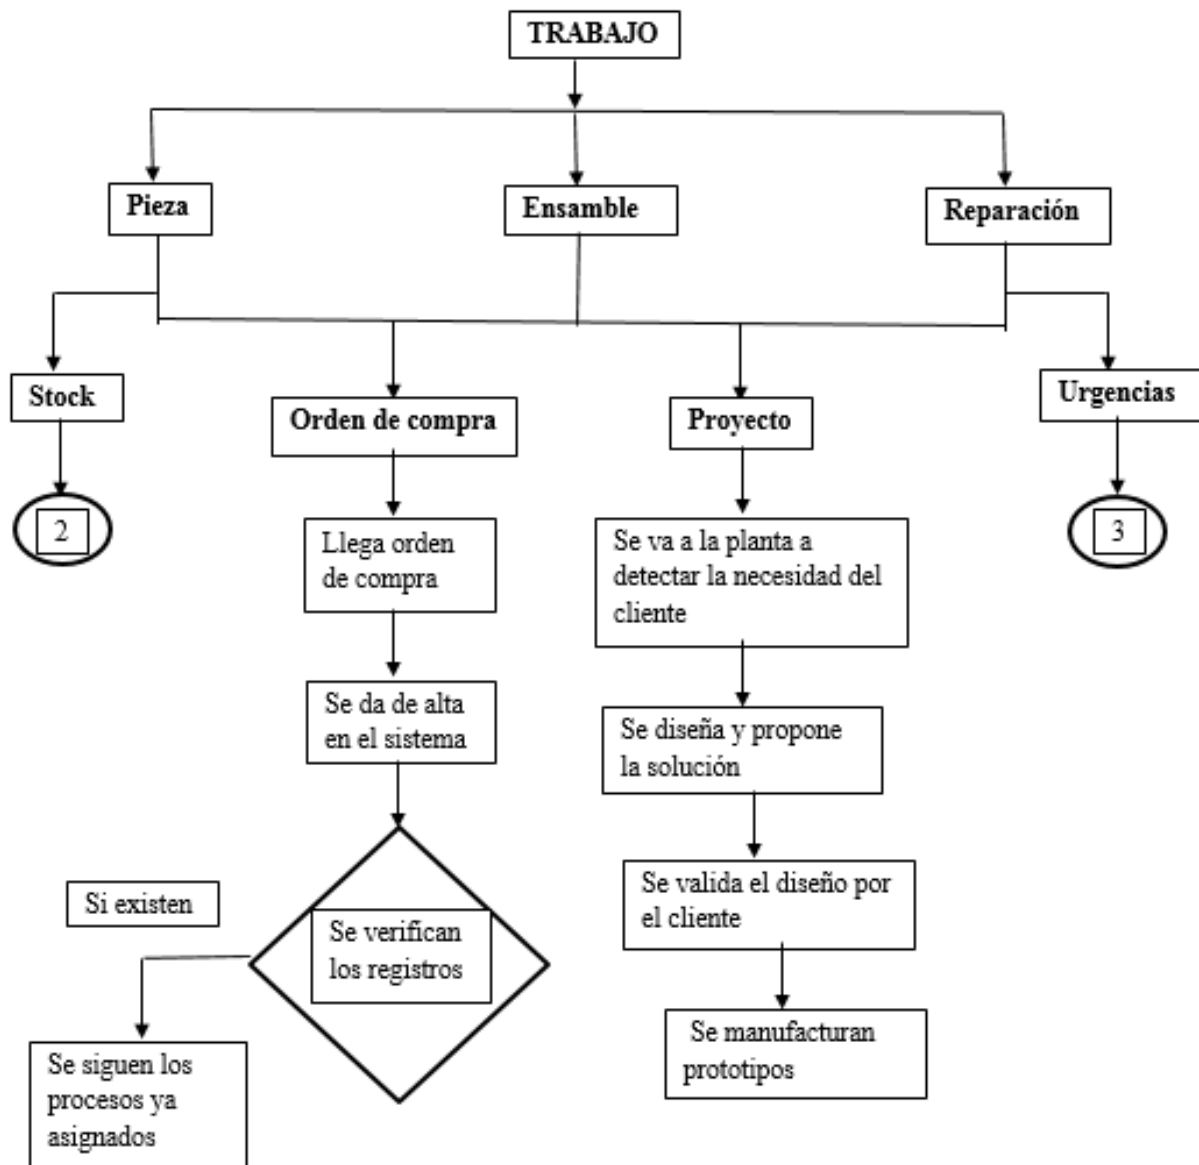 TRABAJO
Pieza
Ensamble
Reparación
Stock
Orden de compra
Proyecto
Urgencias
2
3
Llega orden
de compra
Se va a la planta a
detectar la necesidad del
cliente
Se da de alta
en el sistema
Se diseña y propone
la solución
Si existen
Se verifican
los registros
Se valida el diseño por
el cliente
Se siguen los
procesos ya
asignados
Se manufacturan
prototipos